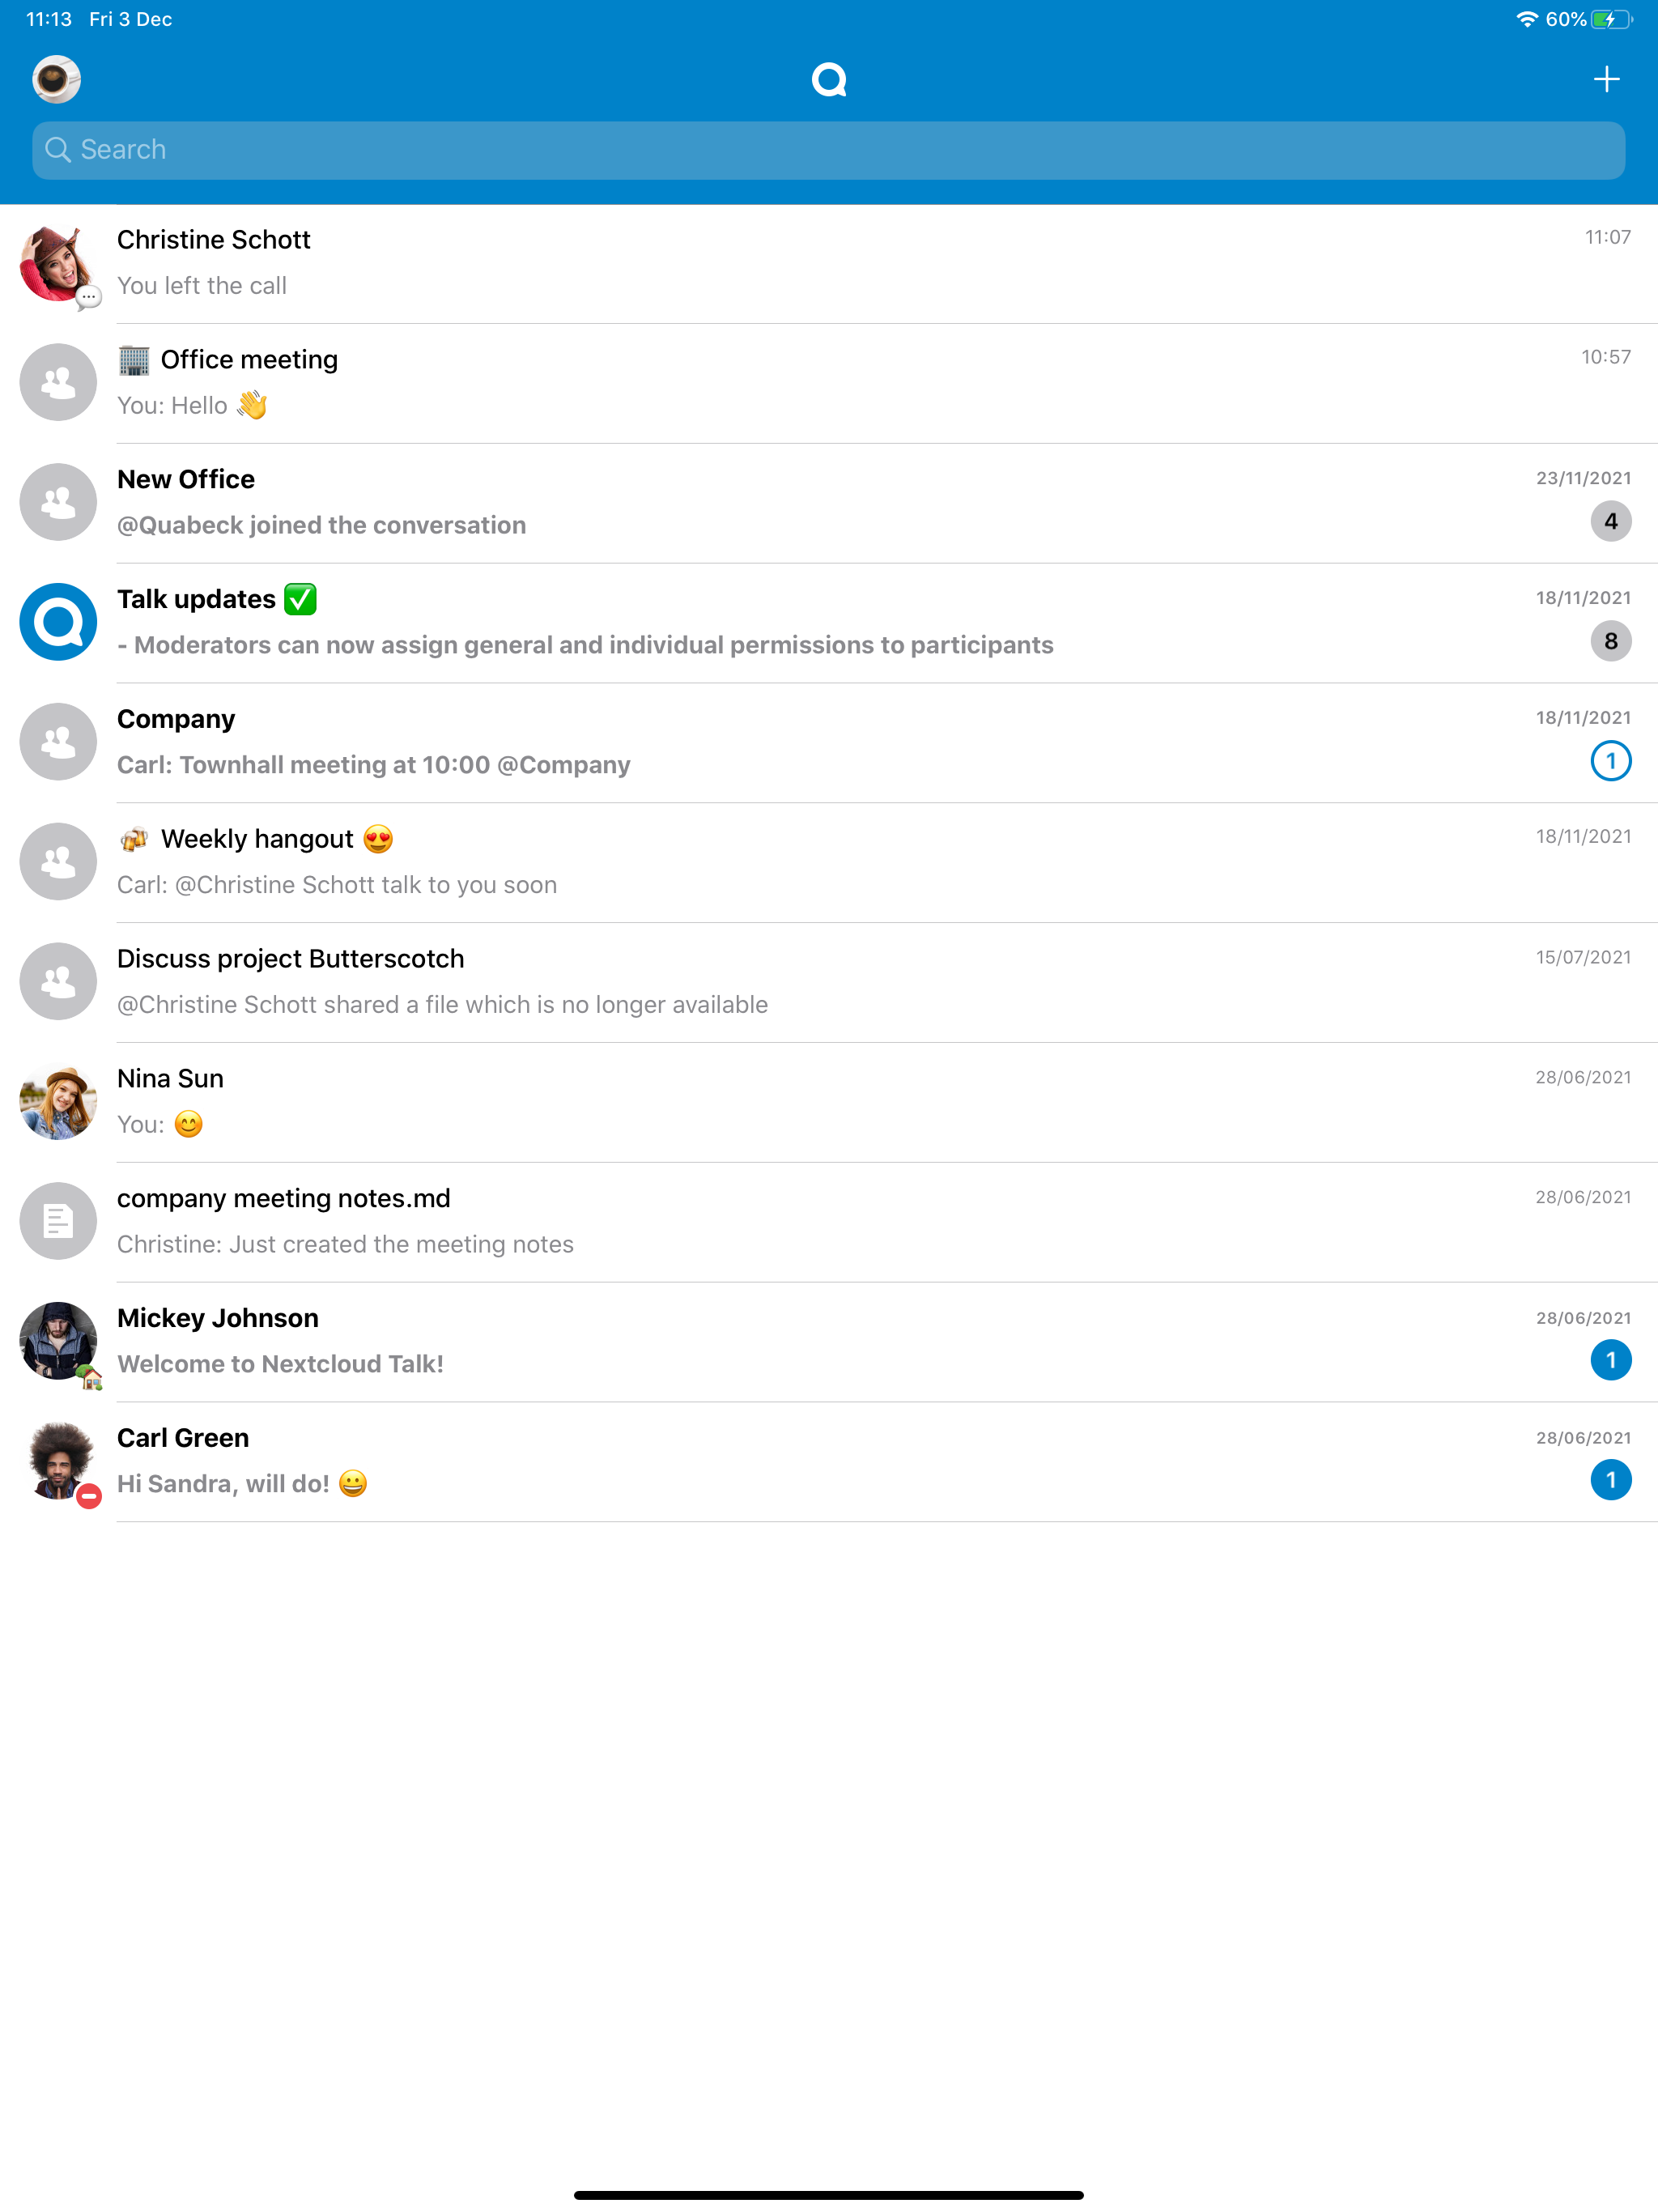 11:13 Fri 3 Dec 60%
Search
Christine Schott 11:07
You left the call
🏢 Office meeting 10:57
You: Hello 👋
New Office 23/11/2021
@Quabeck joined the conversation 4
Talk updates ✅ 18/11/2021
- Moderators can now assign general and individual permissions to participants 8
Company 18/11/2021
Carl: Townhall meeting at 10:00 @Company 1
🍻 Weekly hangout 😍 18/11/2021
Carl: @Christine Schott talk to you soon
Discuss project Butterscotch 15/07/2021
@Christine Schott shared a file which is no longer available
Nina Sun 28/06/2021
You: 😊
company meeting notes.md 28/06/2021
Christine: Just created the meeting notes
Mickey Johnson 28/06/2021
Welcome to Nextcloud Talk! 1
Carl Green 28/06/2021
Hi Sandra, will do! 😀 1